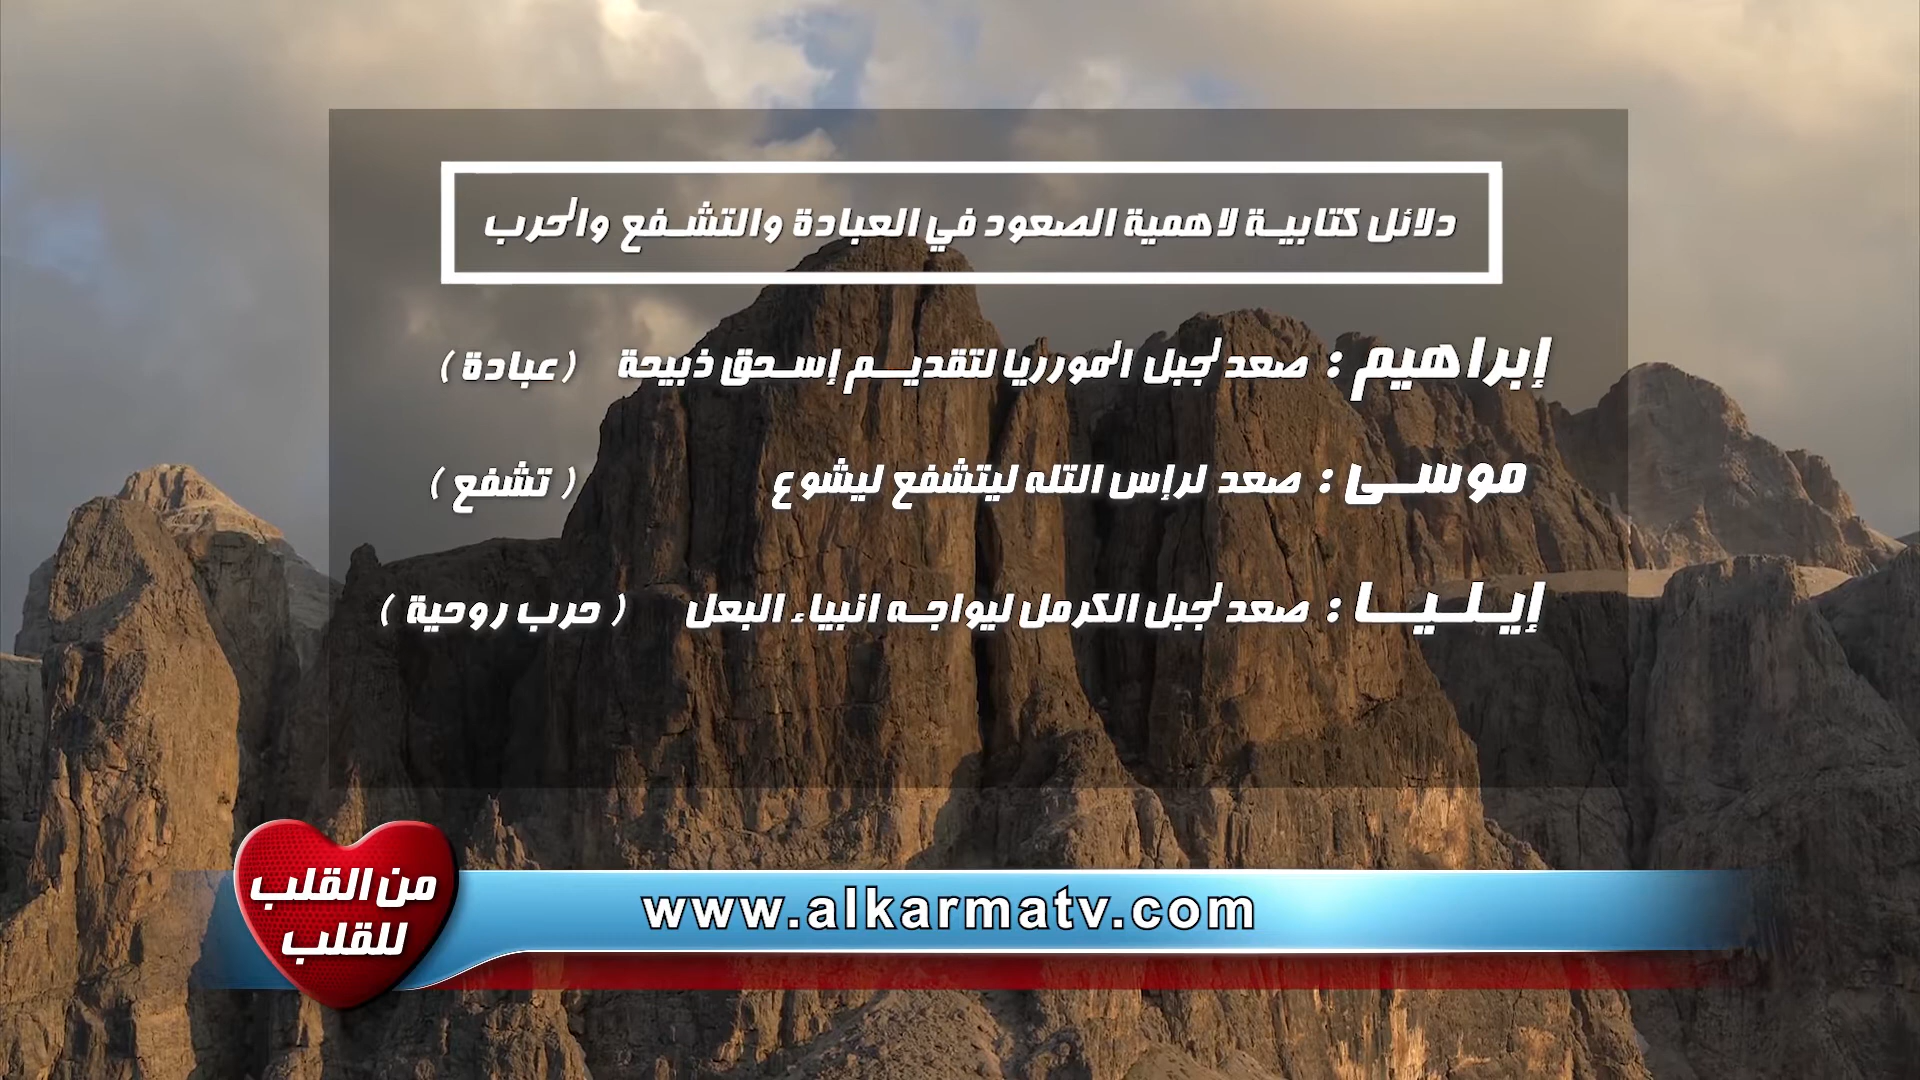 دلائل كتابية لاهمية الصعود في العبادة والتشفع والحرب
إبراهيم : صعد لجبل المورريا لتقديم إسحق ذبيحة ( عبادة )
موسى : صعد لرإس التله ليتشفع ليشوع ( تشفع )
إيليا : صعد لجبل الكرمل ليواجه انبياء البعل ( حرب روحية )
من القلب
للقلب
www.alkarmatv.com